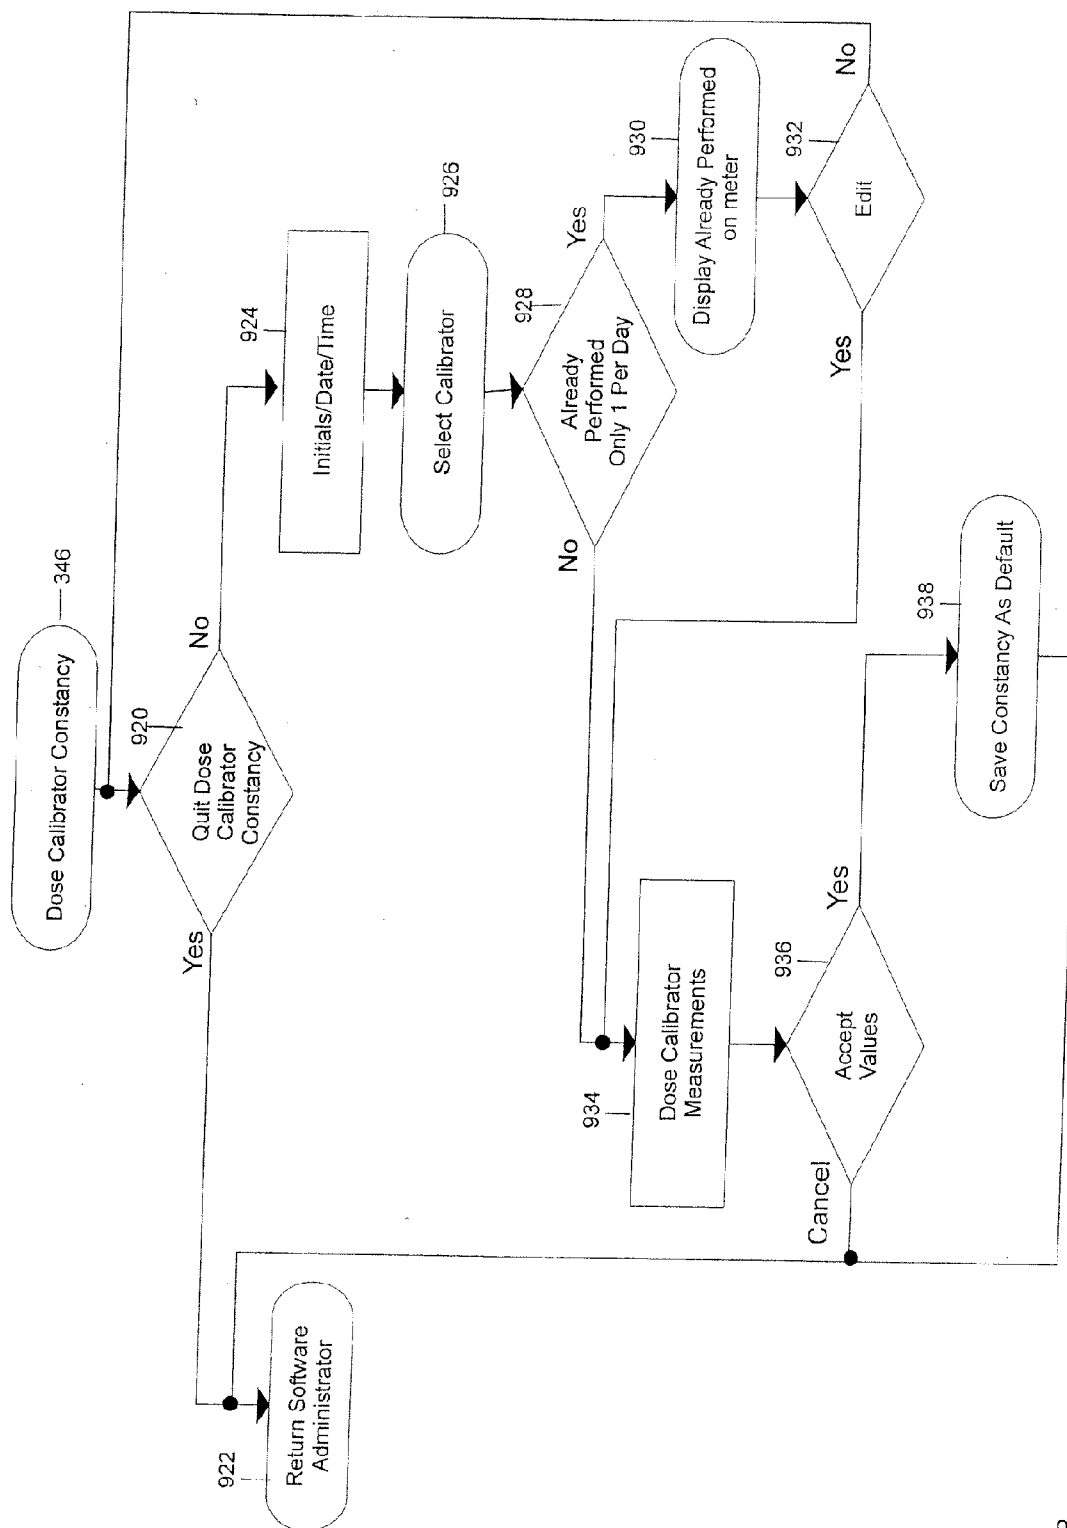 Dose Calibrator Constancy
346
920
Quit Dose
Calibrator
Constancy
Yes
No
922
Return Software
Administrator
924
Initials/Date/Time
926
Select Calibrator
928
Already
Performed
Only 1 Per Day
No
Yes
930
Display Already Performed
on meter
932
Edit
Yes
No
934
Dose Calibrator
Measurements
936
Accept
Values
Cancel
Yes
938
Save Constancy As Default